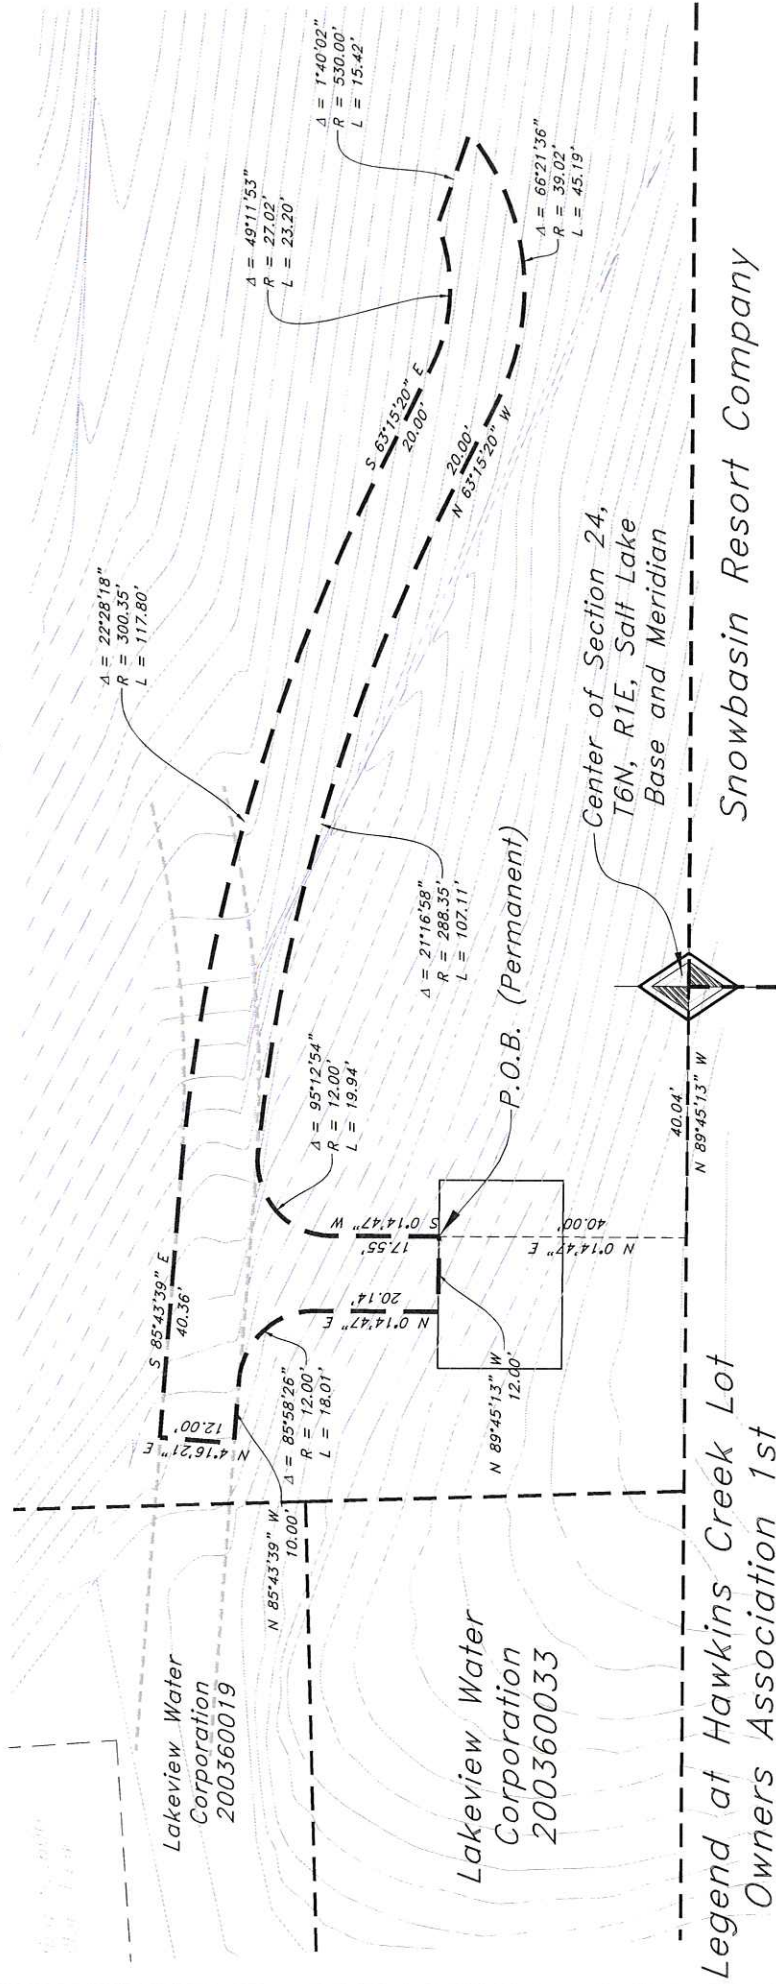 Δ = 1°40'02"
R = 530.00'
L = 15.42'
Δ = 49°11'53"
R = 27.02'
L = 23.20'
Δ = 66°21'36"
R = 39.02'
L = 45.19'
S 63°15'20" E
20.00'
20.00'
N 63°15'20" W
Δ = 22°28'18"
R = 300.35'
L = 117.80'
Δ = 21°16'58"
R = 288.35'
L = 107.11'
Δ = 95°12'54"
R = 12.00'
L = 19.94'
P.O.B. (Permanent)
S 0°14'47" W
17.55'
S 85°43'39" E
40.36'
N 4°16'21" E
12.00'
N 0°14'47" E
20.14'
Δ = 85°58'26"
R = 12.00'
L = 18.01'
N 85°43'39" W
10.00'
N 89°45'13" W
12.00'
N 0°14'47" E
40.00'
40.04'
N 89°45'13" W
Center of Section 24,
T6N, R1E, Salt Lake
Base and Meridian
Snowbasin Resort Company
Lakeview Water
Corporation
200360019
Lakeview Water
Corporation
200360033
Legend at Hawkins Creek Lot
Owners Association 1st